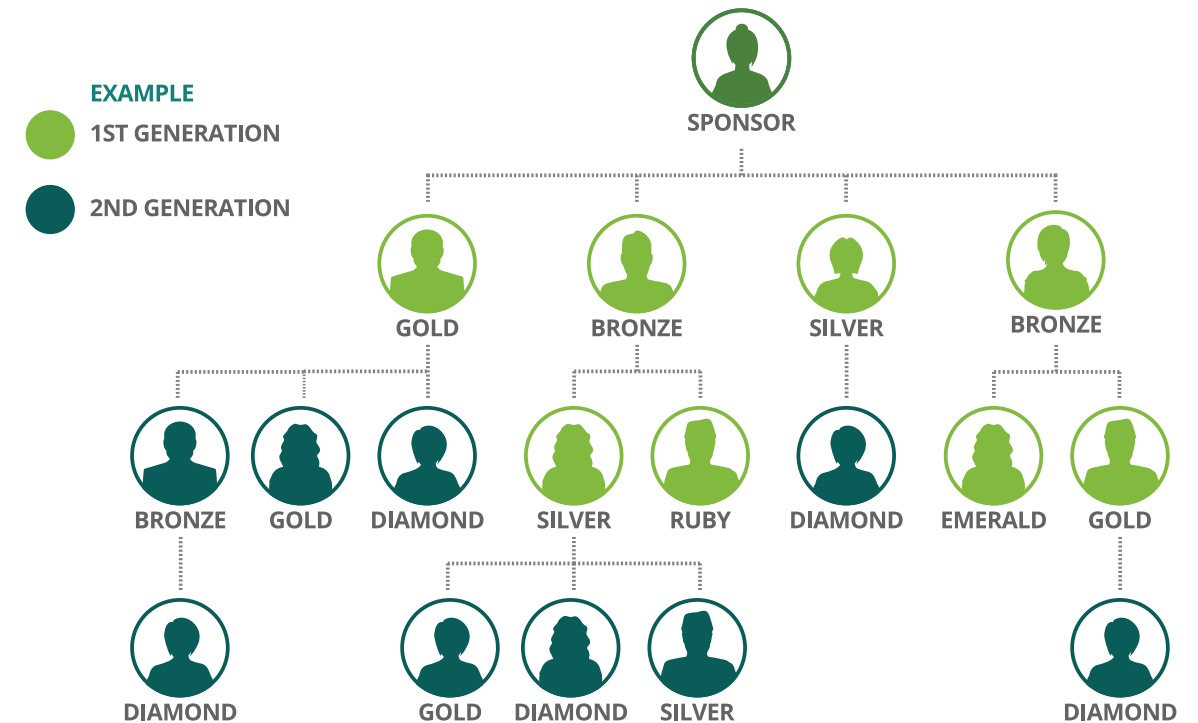 SPONSOR
EXAMPLE
1ST GENERATION
2ND GENERATION
GOLD
BRONZE
SILVER
BRONZE
BRONZE
GOLD
DIAMOND
SILVER
RUBY
DIAMOND
EMERALD
GOLD
DIAMOND
GOLD
DIAMOND
SILVER
DIAMOND